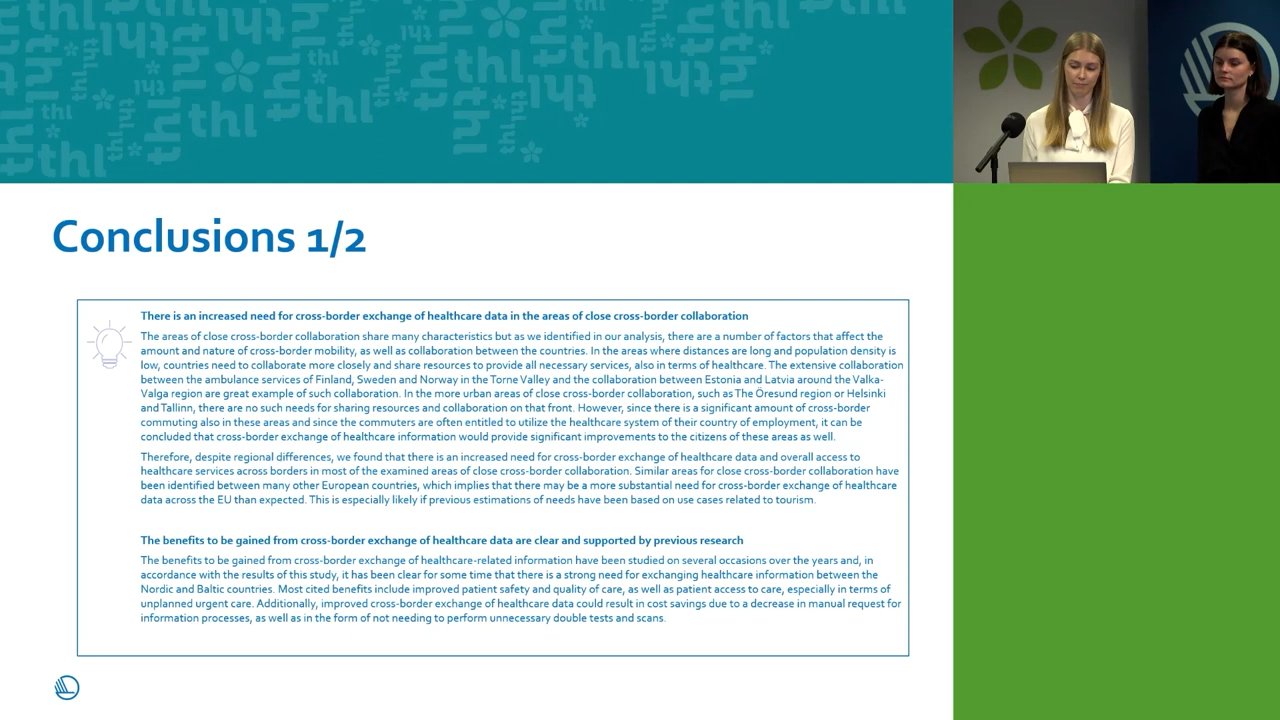 thl
Conclusions 1/2
There is an increased need for cross-border exchange of healthcare data in the areas of close cross-border collaboration
The areas of close cross-border collaboration share many characteristics but as we identified in our analysis, there are a number of factors that affect the
amount and nature of cross-border mobility, as well as collaboration between the countries. In the areas where distances are long and population density is
low, countries need to collaborate more closely and share resources to provide all necessary services, also in terms of healthcare. The extensive collaboration
between the ambulance services of Finland, Sweden and Norway in the Torne Valley and the collaboration between Estonia and Latvia around the Valka-
Valga region are great example of such collaboration. In the more urban areas of close cross-border collaboration, such as The Öresund region or Helsinki
and Tallinn, there are no such needs for sharing resources and collaboration on that front. However, since there is a significant amount of cross-border
commuting also in these areas and since the commuters are often entitled to utilize the healthcare system of their country of employment, it can be
concluded that cross-border exchange of healthcare information would provide significant improvements to the citizens of these areas as well.
Therefore, despite regional differences, we found that there is an increased need for cross-border exchange of healthcare data and overall access to
healthcare services across borders in most of the examined areas of close cross-border collaboration. Similar areas for close cross-border collaboration have
been identified between many other European countries, which implies that there may be a more substantial need for cross-border exchange of healthcare
data across the EU than expected. This is especially likely if previous estimations of needs have been based on use cases related to tourism.
The benefits to be gained from cross-border exchange of healthcare data are clear and supported by previous research
The benefits to be gained from cross-border exchange of healthcare-related information have been studied on several occasions over the years and, in
accordance with the results of this study, it has been clear for some time that there is a strong need for exchanging healthcare information between the
Nordic and Baltic countries. Most cited benefits include improved patient safety and quality of care, as well as patient access to care, especially in terms of
unplanned urgent care. Additionally, improved cross-border exchange of healthcare data could result in cost savings due to a decrease in manual request for
information processes, as well as in the form of not needing to perform unnecessary double tests and scans.